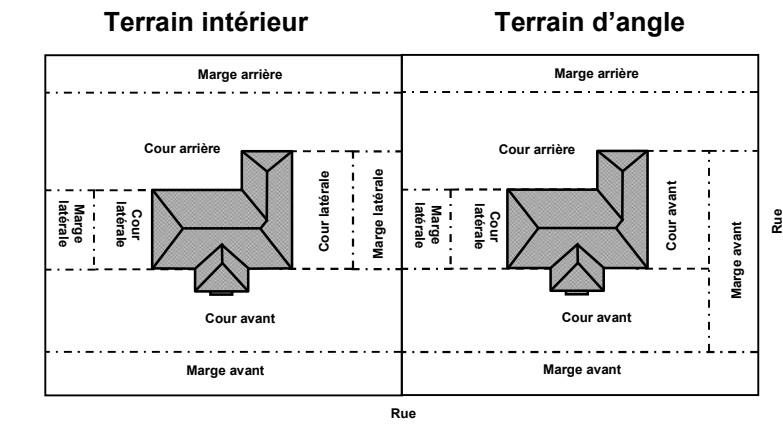 Terrain intérieur
Marge arrière
Cour arrière
Marge
latérale
Cour
latérale
Cour latérale
Marge latérale
Cour avant
Marge avant
Terrain d'angle
Marge arrière
Cour arrière
Marge
latérale
Cour
latérale
Cour avant
Marge avant
Rue
Cour avant
Marge avant
Rue